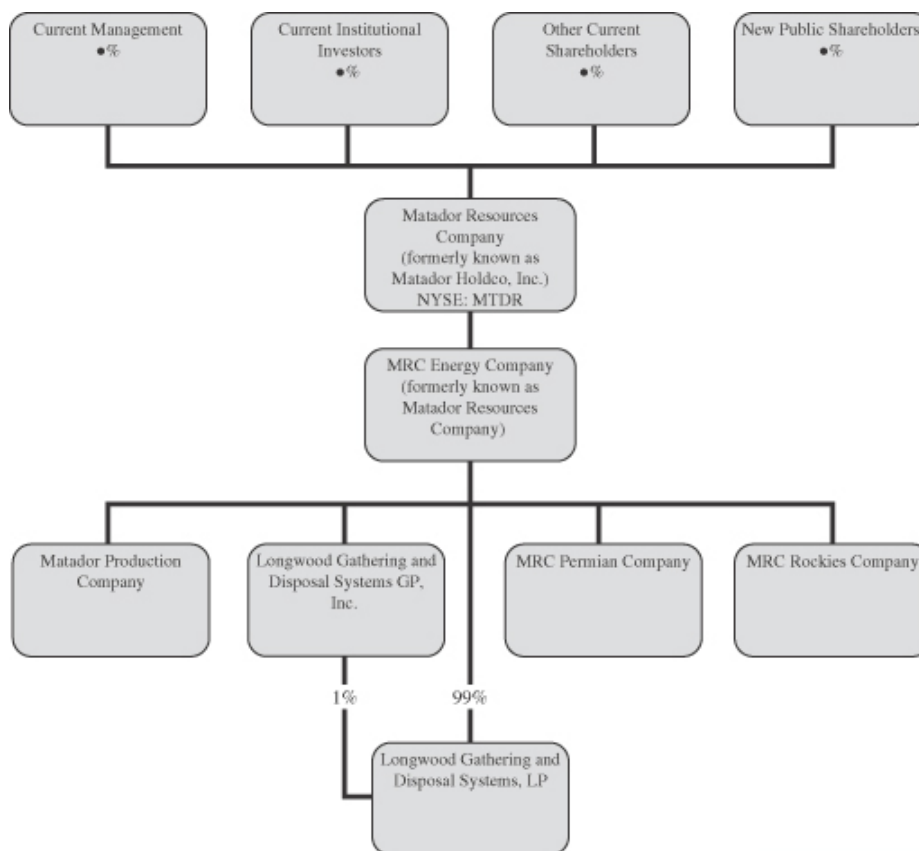 Current Management
●%
Current Institutional
Investors
●%
Other Current
Shareholders
●%
New Public Shareholders
●%
Matador Resources
Company
(formerly known as
Matador Holdco, Inc.)
NYSE: MTDR
MRC Energy Company
(formerly known as
Matador Resources
Company)
Matador Production
Company
Longwood Gathering and
Disposal Systems GP,
Inc.
MRC Permian Company
MRC Rockies Company
1%
99%
Longwood Gathering and
Disposal Systems, LP